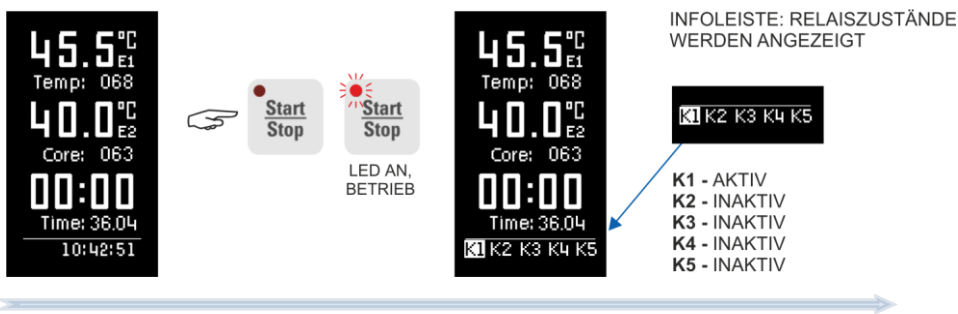 45.5°C
E1
Temp: 068
40.0°C
E2
Core: 063
00:00
Time: 36.04
10:42:51
Start
Stop
Start
Stop
LED AN,
BETRIEB
45.5°C
E1
Temp: 068
40.0°C
E2
Core: 063
00:00
Time: 36.04
K1 K2 K3 K4 K5
INFOLEISTE: RELAISZUSTÄNDE
WERDEN ANGEZEIGT
K1 K2 K3 K4 K5
K1 - AKTIV
K2 - INAKTIV
K3 - INAKTIV
K4 - INAKTIV
K5 - INAKTIV